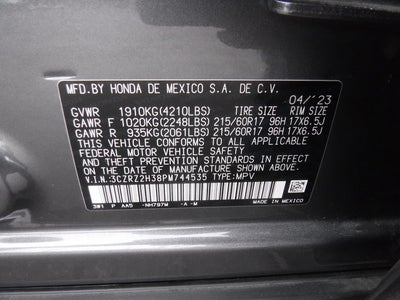 MFD.BY HONDA DE MEXICO S.A. DE C.V.
04/'23
GVWR 1910KG(4210LBS) TIRE SIZE RIM SIZE
GAWR F 1020KG(2248LBS) 215/60R17 96H 17X6.5J
GAWR R 935KG(2061LBS) 215/60R17 96H 17X6.5J
THIS VEHICLE CONFORMS TO ALL APPLICABLE
FEDERAL MOTOR VEHICLE SAFETY
AND THEFT PREVENTION STANDARDS IN EFFECT
ON THE DATE OF MANUFACTURE SHOWN ABOVE.
V.I.N.:3CZRZ2H38PM744535 TYPE:MPV
3W1 P AA5 -NH797M -A -M
MADE IN MEXICO